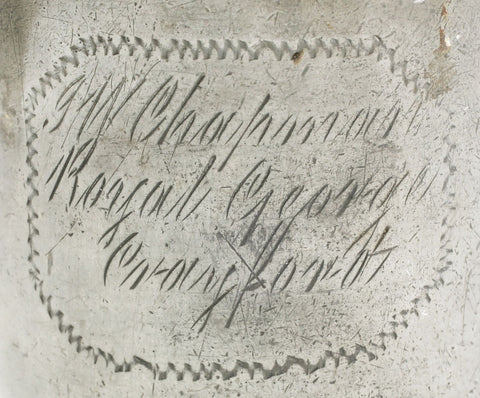 J W Chapman
Royal George
Crayford